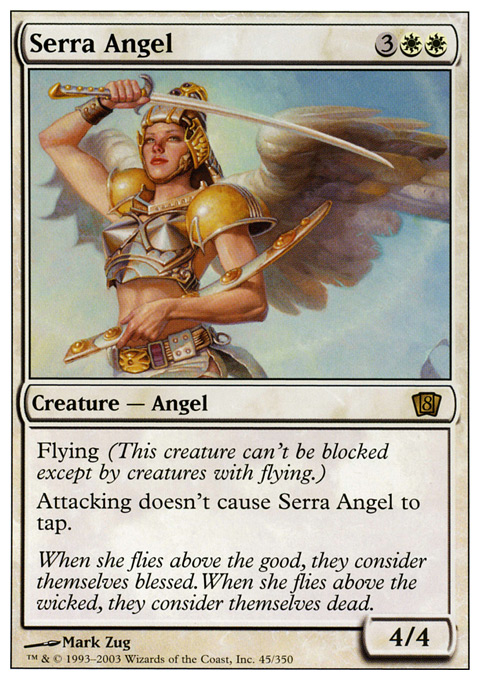 Serra Angel 3
Creature — Angel 8
Flying (This creature can't be blocked
except by creatures with flying.)
Attacking doesn't cause Serra Angel to
tap.
When she flies above the good, they consider
themselves blessed. When she flies above the
wicked, they consider themselves dead.
Mark Zug
4/4
™ & © 1993–2003 Wizards of the Coast, Inc. 45/350